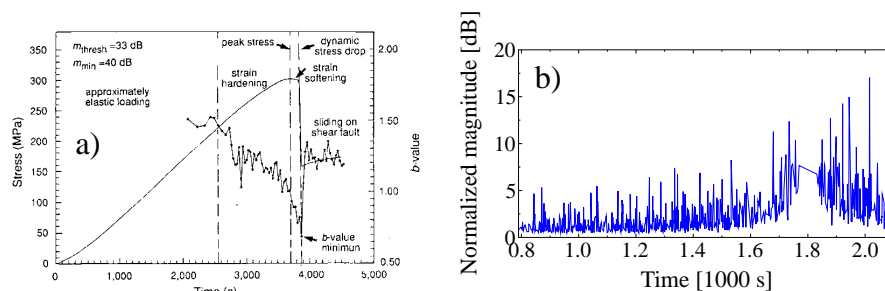 peak stress
dynamic
stress drop
m thresh =33 dB
m min =40 dB
strain
hardening
strain
softening
approximately
elastic loading
a)
sliding on
shear fault
b-value
minimun
Stress (MPa)
350
300
250
200
150
100
50
0
0
1,000
2,000
3,000
4,000
5,000
2.00
1.50
1.00
0.50
b-value
b)
Normalized magnitude [dB]
20
15
10
5
0
0.8
1.0
1.2
1.4
1.6
1.8
2.0
Time [1000 s]